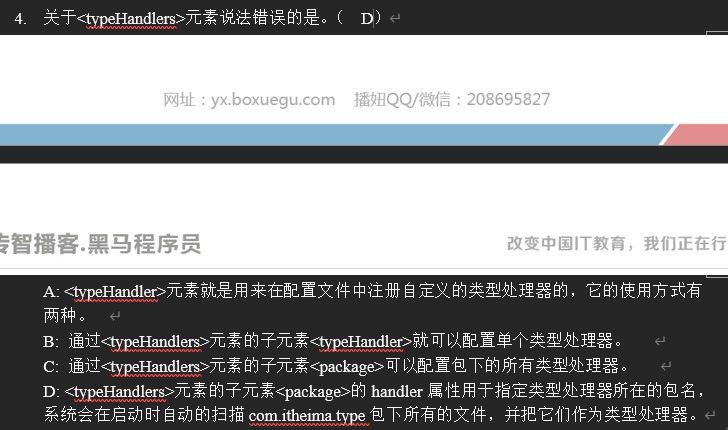 4. 关于<typeHandlers>元素说法错误的是。（ D）
网址：yx.boxuegu.com 播妞QQ/微信：208695827
传智播客.黑马程序员 改变中国IT教育，我们正在行
A: <typeHandler>元素就是用来在配置文件中注册自定义的类型处理器的，它的使用方式有
两种。
B: 通过<typeHandlers>元素的子元素<typeHandler>就可以配置单个类型处理器。
C: 通过<typeHandlers>元素的子元素<package>可以配置包下的所有类型处理器。
D: <typeHandlers>元素的子元素<package>的 handler 属性用于指定类型处理器所在的包名，
系统会在启动时自动的扫描 com.itheima.type 包下所有的文件，并把它们作为类型处理器。